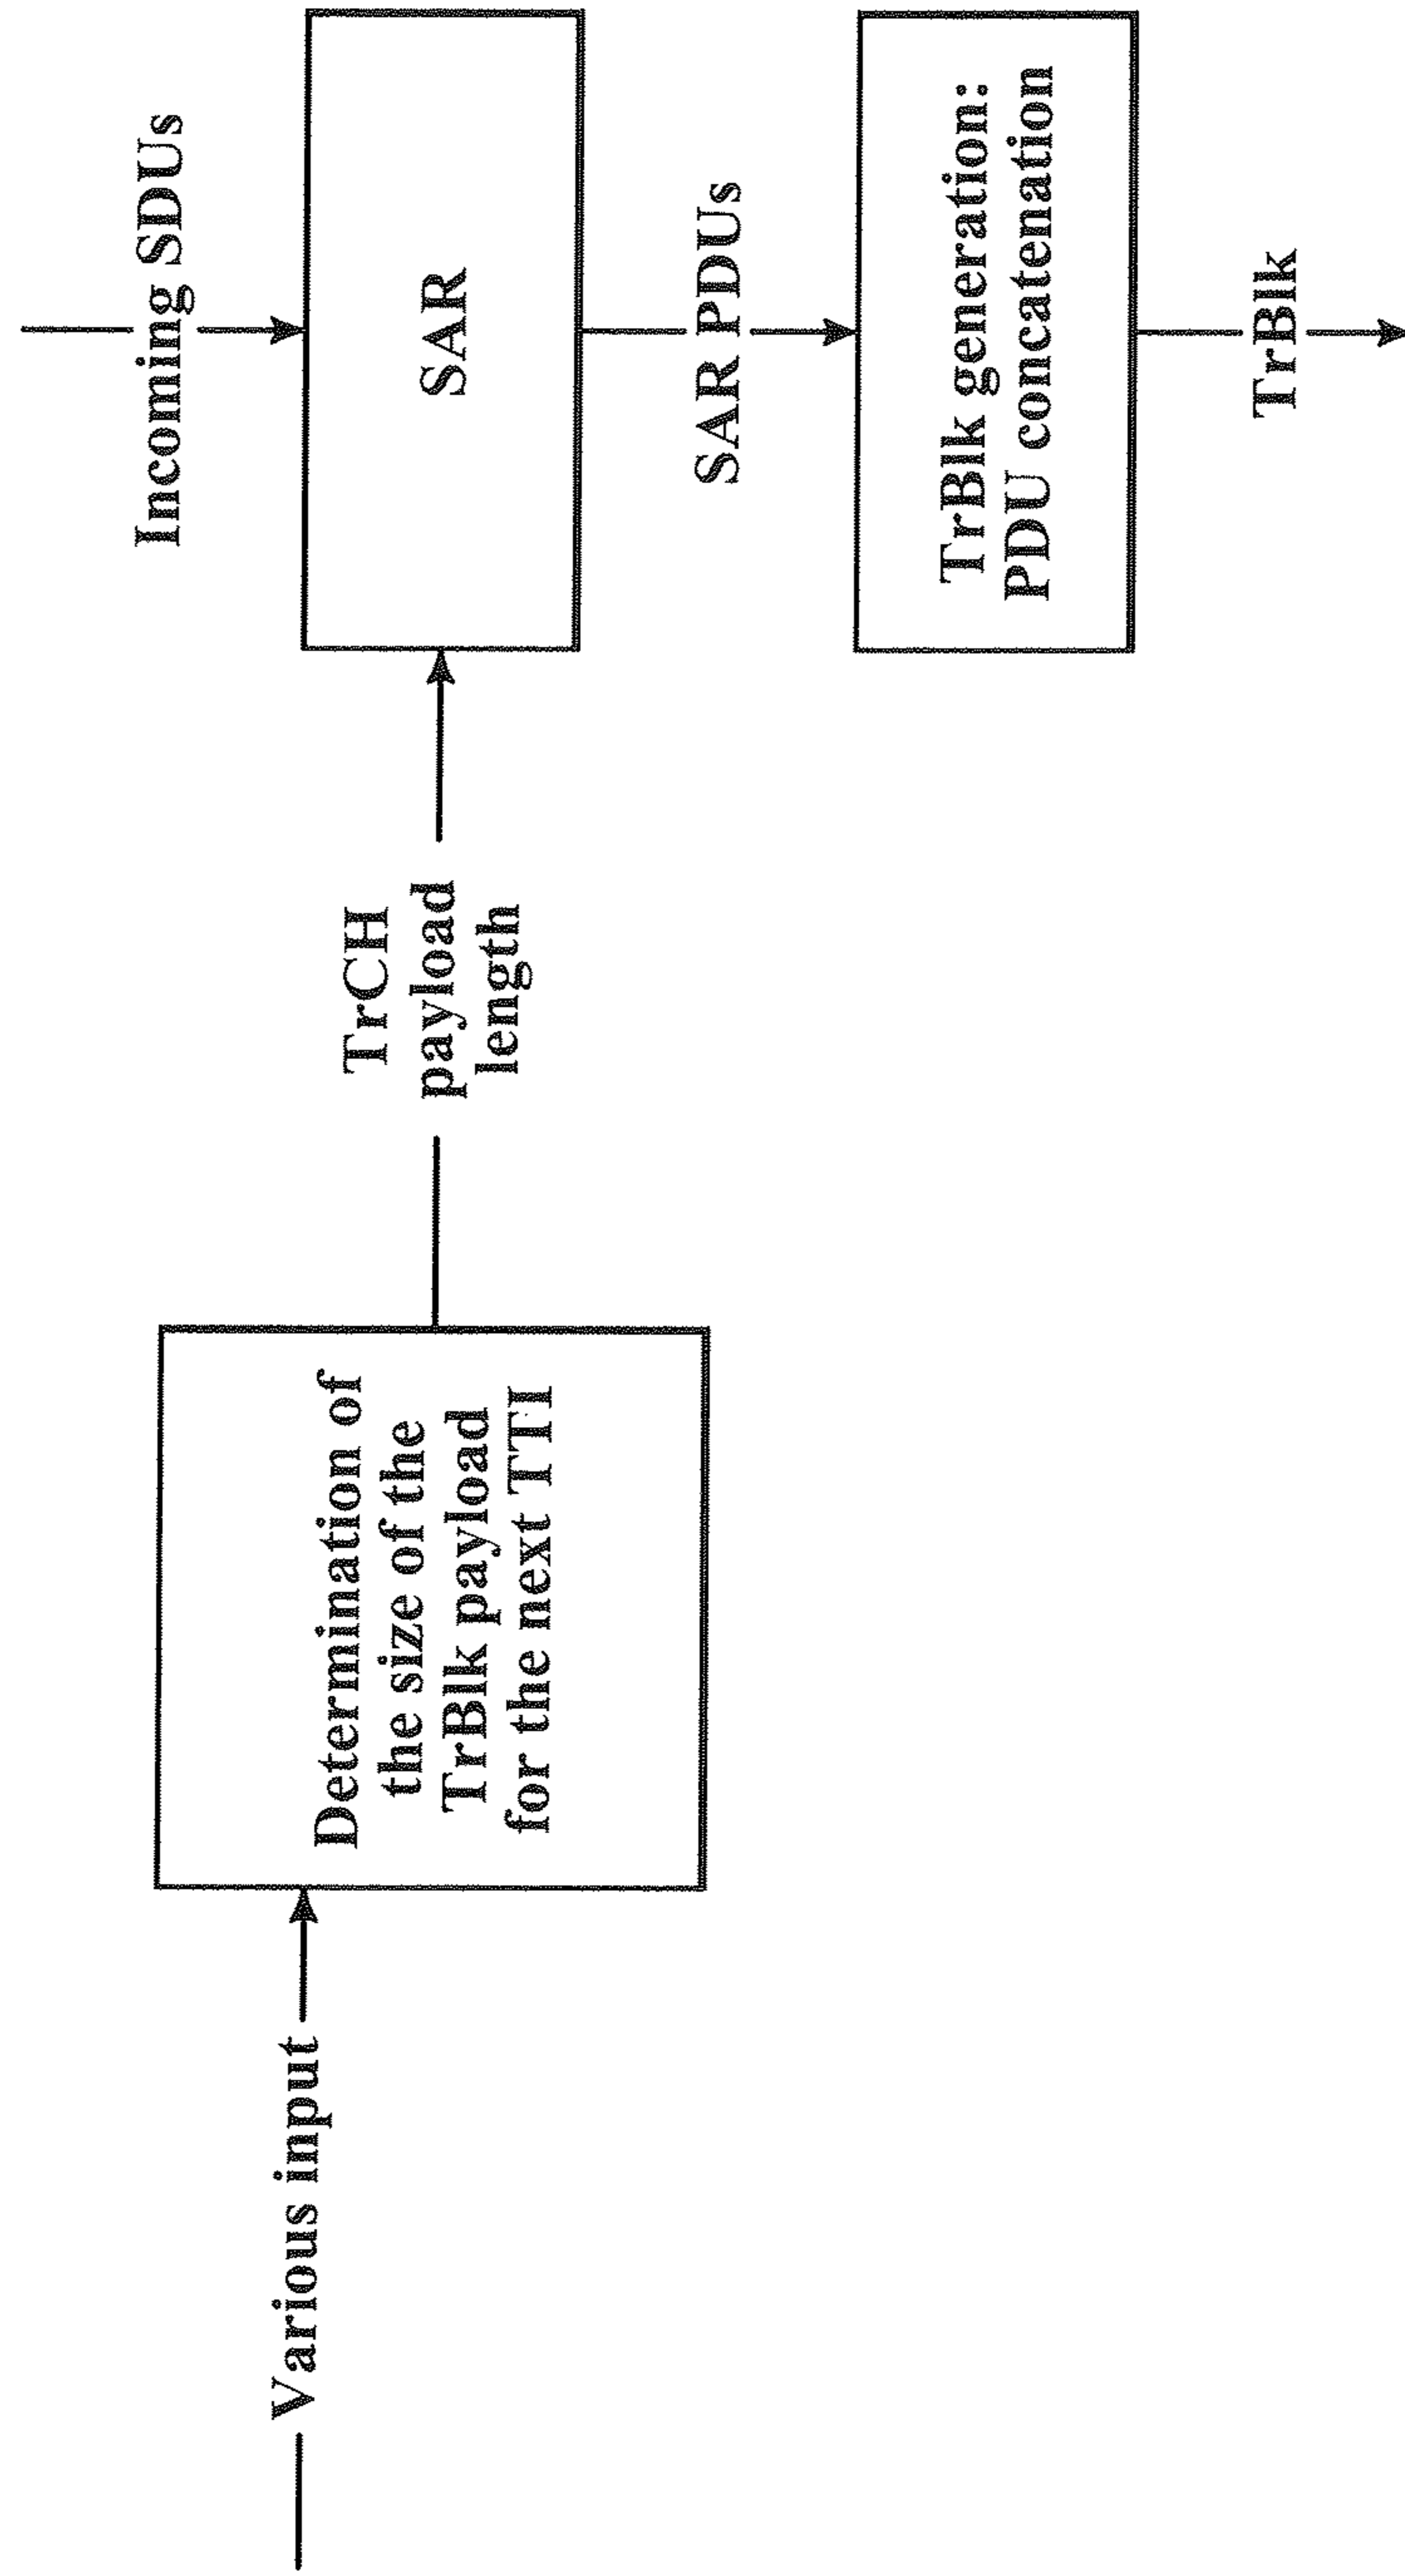 Various input
Determination of
the size of the
TrBlk payload
for the next TTI
TrCH
payload
length
Incoming SDUs
SAR
SAR PDUs
TrBlk generation:
PDU concatenation
TrBlk